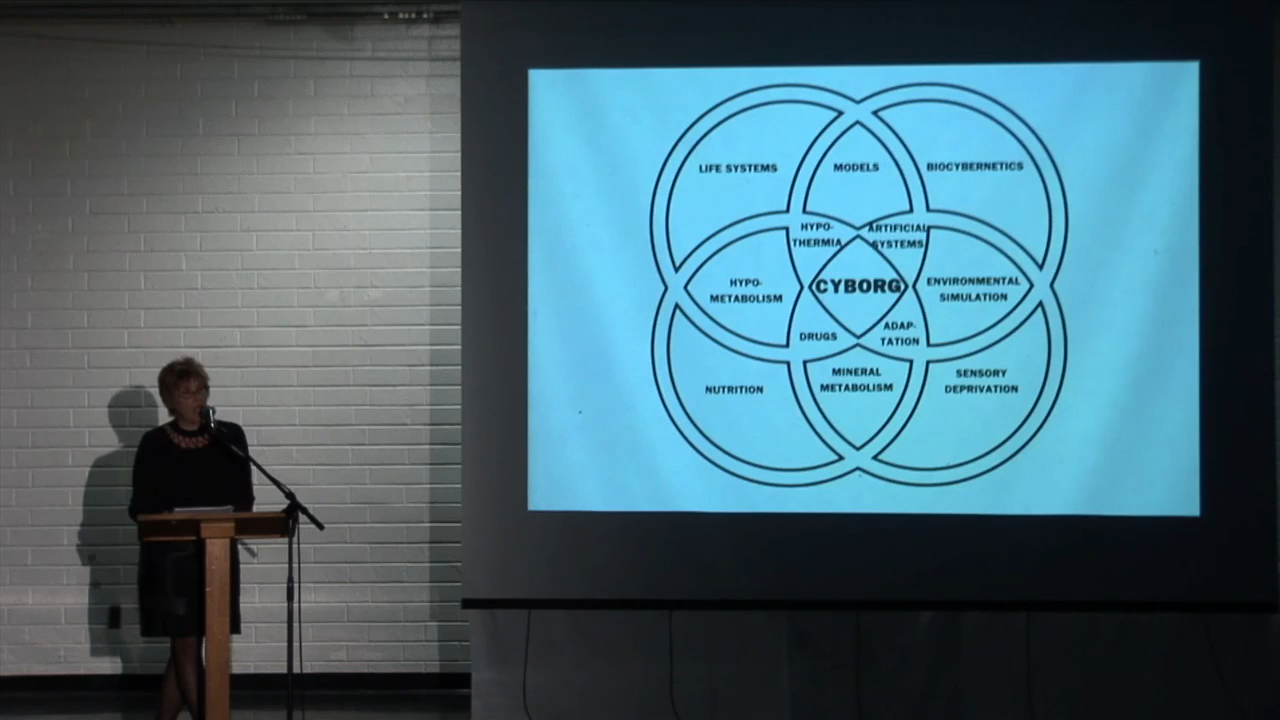 LIFE SYSTEMS
MODELS
BIOCYBERNETICS
HYPO-
THERMIA
ARTIFICIAL
SYSTEMS
HYPO-
METABOLISM
CYBORG
ENVIRONMENTAL
SIMULATION
DRUGS
ADAP-
TATION
NUTRITION
MINERAL
METABOLISM
SENSORY
DEPRIVATION